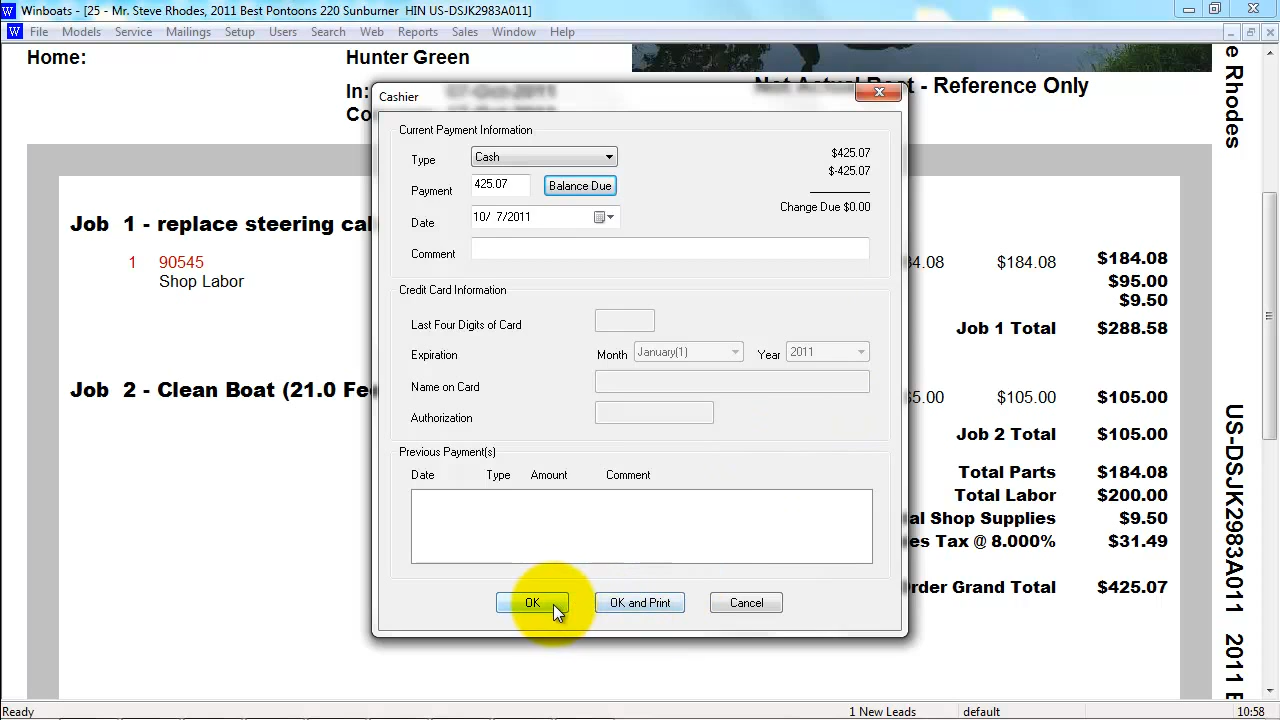 W Winboats - [25 - Mr. Steve Rhodes, 2011 Best Pontoons 220 Sunburner HIN US-DSJK2983A011]
W File Models Service Mailings Setup Users Search Web Reports Sales Window Help
Home: Hunter Green
Not Actual Boat - Reference Only
In: 07-Oct-2011
Cashier
Current Payment Information
Type Cash $425.07
$-425.07
Payment 425.07 Balance Due
Change Due $0.00
Date 10/ 7/2011
Comment
Credit Card Information
Last Four Digits of Card
Expiration Month January(1) Year 2011
Name on Card
Authorization
Previous Payment(s)
Date Type Amount Comment
OK OK and Print Cancel
Job 1 - replace steering
1 90545 $184.08 $184.08
Shop Labor $95.00
$9.50
Job 1 Total $288.58
Job 2 - Clean Boat (21.0
$105.00 $105.00
Job 2 Total $105.00
Total Parts $184.08
Total Labor $200.00
Shop Supplies $9.50
Tax @ 8.000% $31.49
Grand Total $425.07
Rhodes
US-DSJK2983A011 2011
Ready 1 New Leads default 10:58